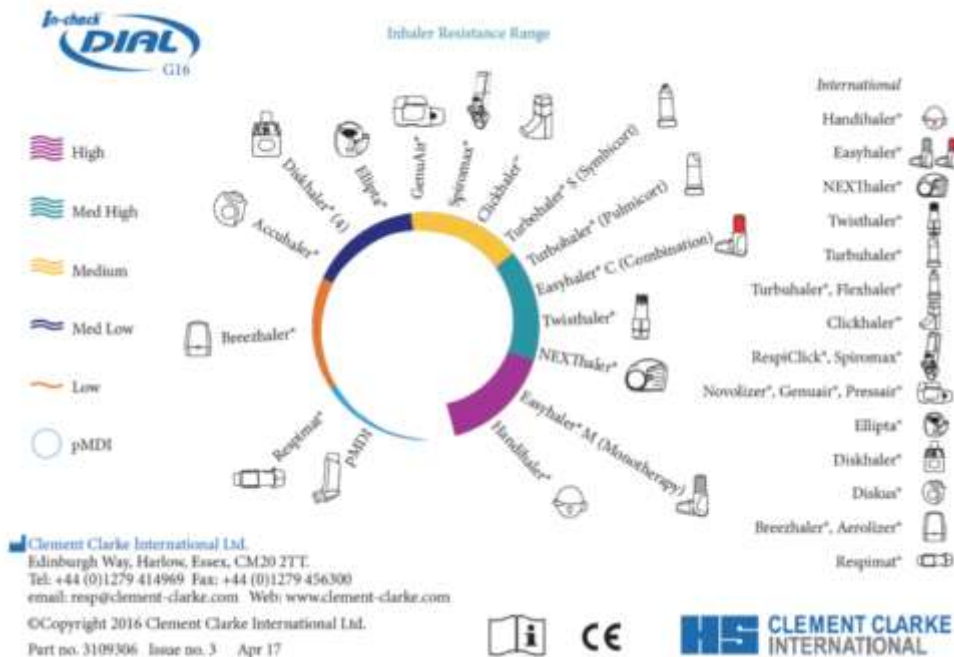 in-check
DIAL
G16
Inhaler Resistance Range
High
Med High
Medium
Med Low
Low
pMDI
pMDI
Respimat®
Breezhaler®
Accuhaler®
Diskhaler® (4)
Ellipta®
GenuAir®
Spiromax®
Clickhaler™
Turbohaler® S (Symbicort)
Turbohaler® (Pulmicort)
Easyhaler® C (Combination)
Twisthaler®
NEXThaler®
Easyhaler® M (Monotherapy)
Handihaler®
International
Handihaler®
Easyhaler®
NEXThaler®
Twisthaler®
Turbuhaler®
Turbuhaler®, Flexhaler®
Clickhaler™
RespiClick®, Spiromax®
Novolizer®, Genuair®, Pressair®
Ellipta®
Diskhaler®
Diskus®
Breezhaler®, Aerolizer®
Respimat®
Clement Clarke International Ltd.
Edinburgh Way, Harlow, Essex, CM20 2TT.
Tel: +44 (0)1279 414969 Fax: +44 (0)1279 456300
email: resp@clement-clarke.com Web: www.clement-clarke.com
©Copyright 2016 Clement Clarke International Ltd.
Part no. 3109306 Issue no. 3 Apr 17
i
CE
HS
CLEMENT CLARKE
INTERNATIONAL